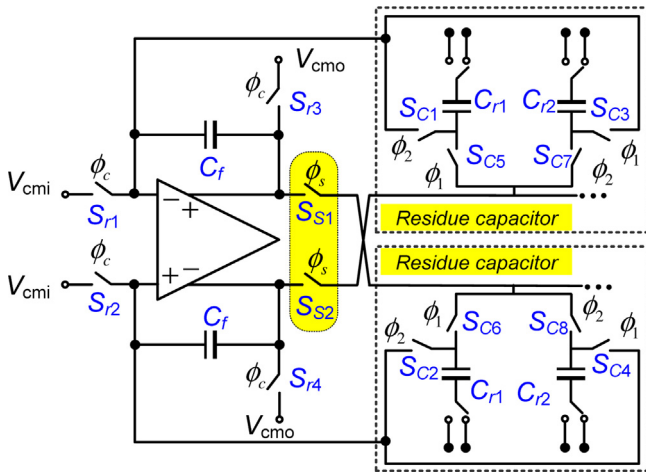 V_cmo
ϕ_c
S_r3
C_f
ϕ_c
V_cmi
S_r1
− +
ϕ_s
S_S1
ϕ_c
V_cmi
S_r2
+ −
ϕ_s
S_S2
C_f
ϕ_c
S_r4
V_cmo
S_C1
C_r1
C_r2
S_C3
ϕ_2
S_C5
S_C7
ϕ_1
ϕ_1
ϕ_2
Residue capacitor
Residue capacitor
ϕ_1
S_C6
S_C8
ϕ_2
ϕ_2
ϕ_1
S_C2
S_C4
C_r1
C_r2